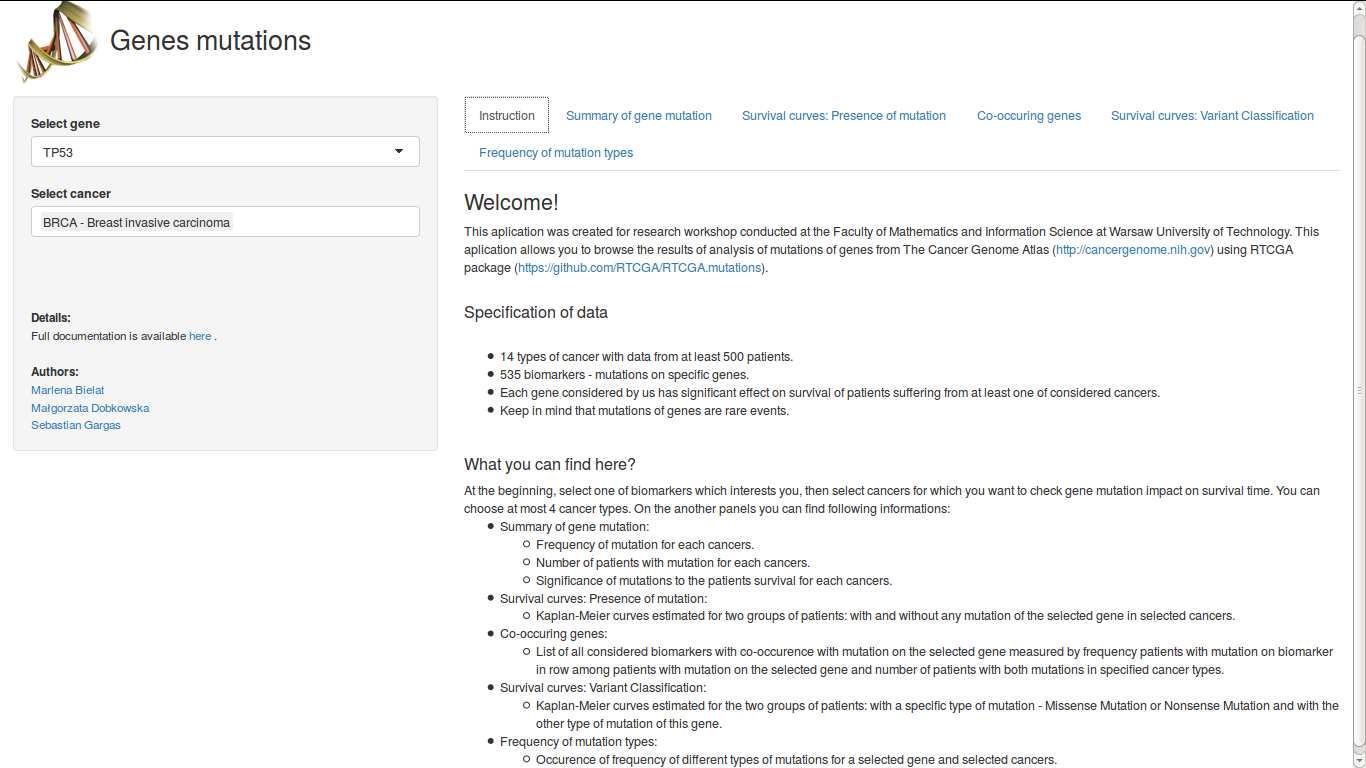 Genes mutations
Select gene
TP53
Select cancer
BRCA - Breast invasive carcinoma
Details:
Full documentation is available here .
Authors:
Marlena Bielat
Małgorzata Dobkowska
Sebastian Gargas
Instruction Summary of gene mutation Survival curves: Presence of mutation Co-occuring genes Survival curves: Variant Classification
Frequency of mutation types
Welcome!
This aplication was created for research workshop conducted at the Faculty of Mathematics and Information Science at Warsaw University of Technology. This
aplication allows you to browse the results of analysis of mutations of genes from The Cancer Genome Atlas (http://cancergenome.nih.gov) using RTCGA
package (https://github.com/RTCGA/RTCGA.mutations).
Specification of data
14 types of cancer with data from at least 500 patients.
535 biomarkers - mutations on specific genes.
Each gene considered by us has significant effect on survival of patients suffering from at least one of considered cancers.
Keep in mind that mutations of genes are rare events.
What you can find here?
At the beginning, select one of biomarkers which interests you, then select cancers for which you want to check gene mutation impact on survival time. You can
choose at most 4 cancer types. On the another panels you can find following informations:
Summary of gene mutation:
Frequency of mutation for each cancers.
Number of patients with mutation for each cancers.
Significance of mutations to the patients survival for each cancers.
Survival curves: Presence of mutation:
Kaplan-Meier curves estimated for two groups of patients: with and without any mutation of the selected gene in selected cancers.
Co-occuring genes:
List of all considered biomarkers with co-occurence with mutation on the selected gene measured by frequency patients with mutation on biomarker
in row among patients with mutation on the selected gene and number of patients with both mutations in specified cancer types.
Survival curves: Variant Classification:
Kaplan-Meier curves estimated for the two groups of patients: with a specific type of mutation - Missense Mutation or Nonsense Mutation and with the
other type of mutation of this gene.
Frequency of mutation types:
Occurence of frequency of different types of mutations for a selected gene and selected cancers.